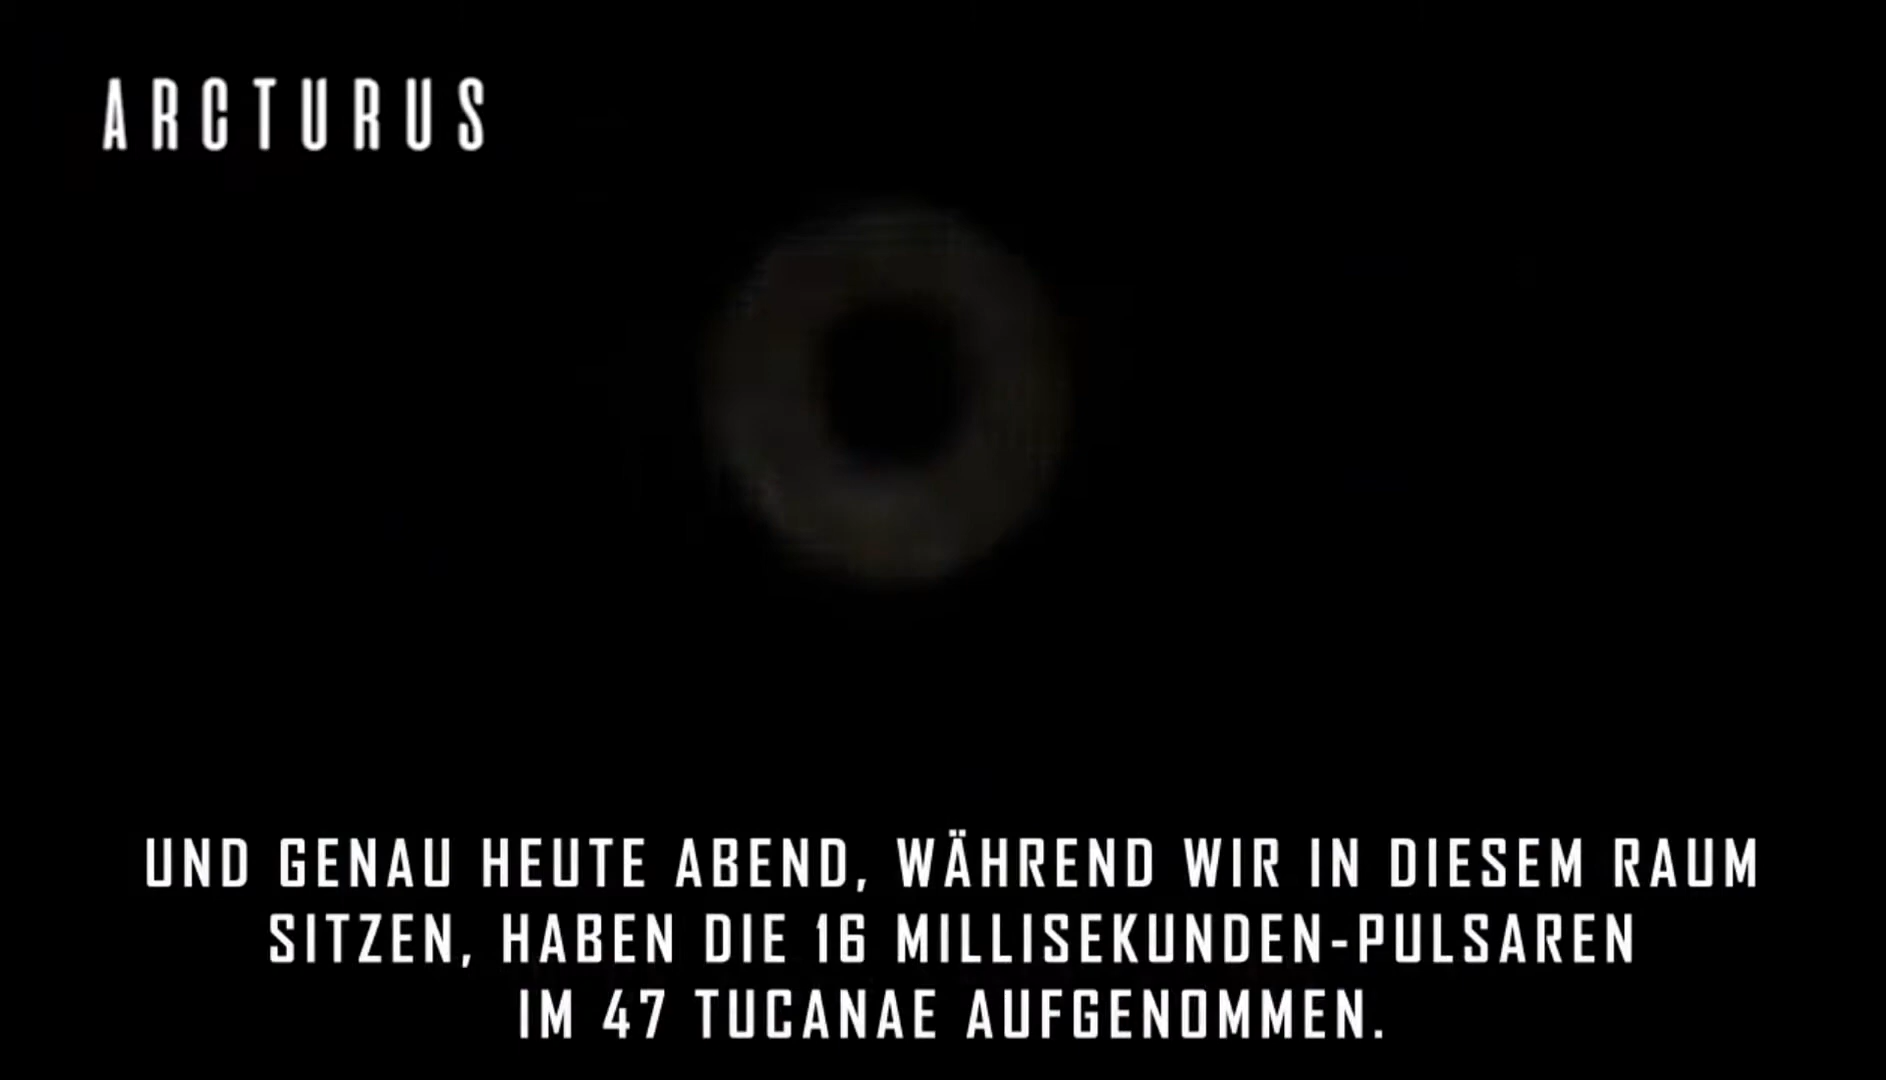 ARCTURUS
UND GENAU HEUTE ABEND, WÄHREND WIR IN DIESEM RAUM
SITZEN, HABEN DIE 16 MILLISEKUNDEN-PULSAREN
IM 47 TUCANAE AUFGENOMMEN.